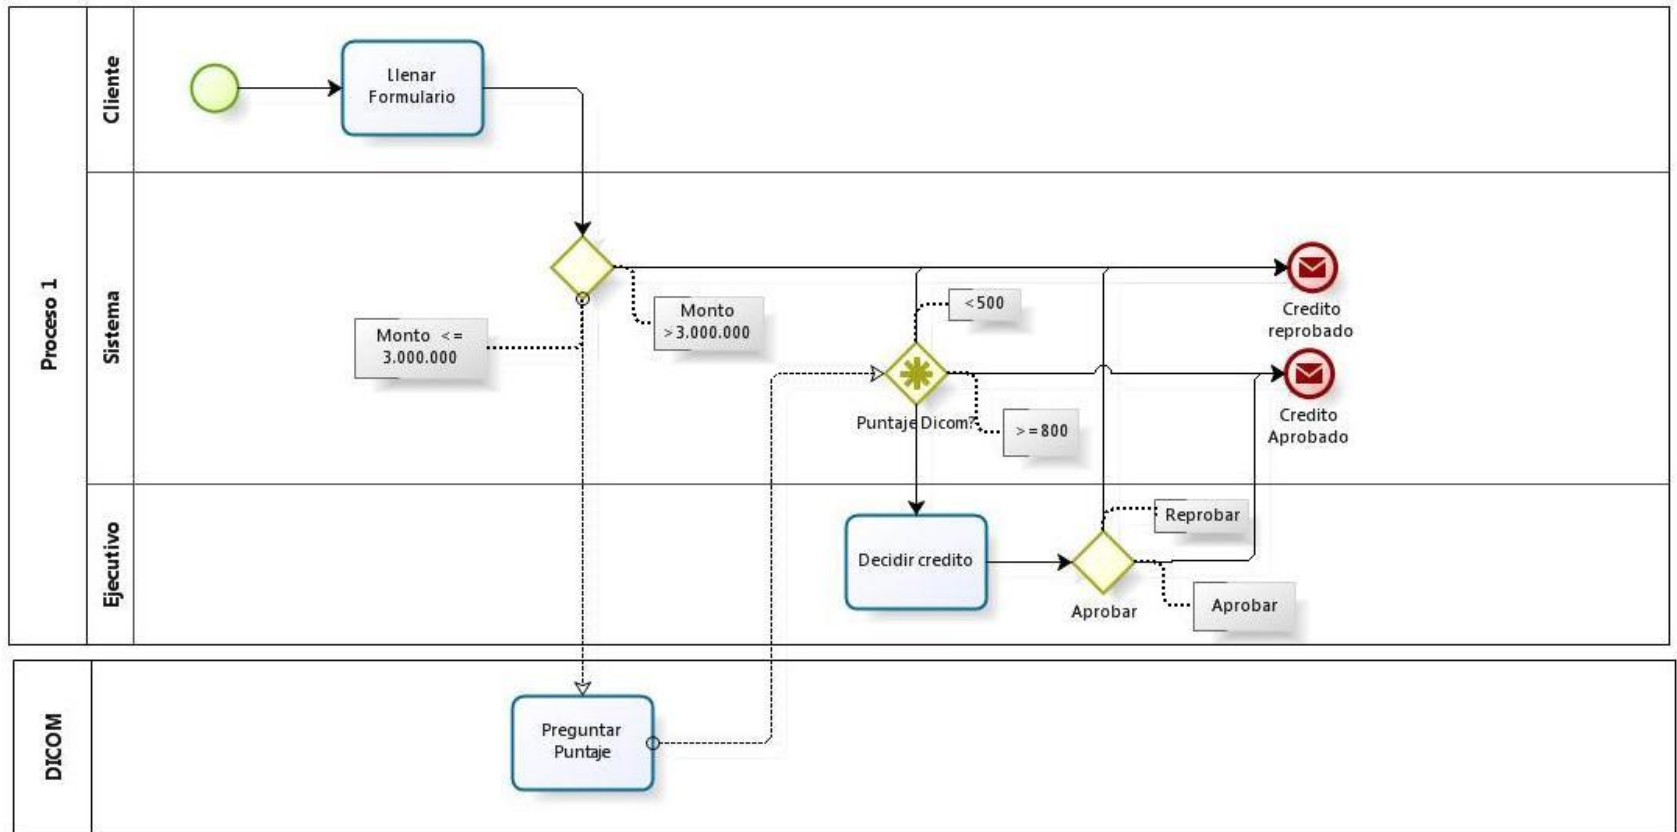 Proceso 1
Cliente
Llenar
Formulario
Sistema
Monto <=
3.000.000
Monto
>3.000.000
<500
Puntaje Dicom?
>=800
Credito
reprobado
Credito
Aprobado
Ejecutivo
Decidir credito
Aprobar
Reprobar
Aprobar
DICOM
Preguntar
Puntaje